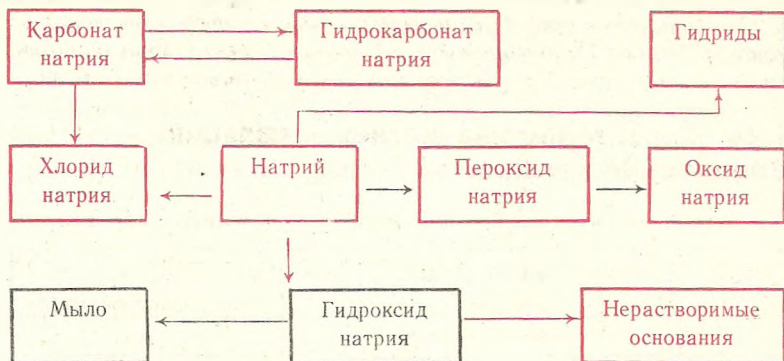 Карбонат
натрия
Гидрокарбонат
натрия
Гидриды
Хлорид
натрия
Натрий
Пероксид
натрия
Оксид
натрия
Мыло
Гидроксид
натрия
Нерастворимые
основания